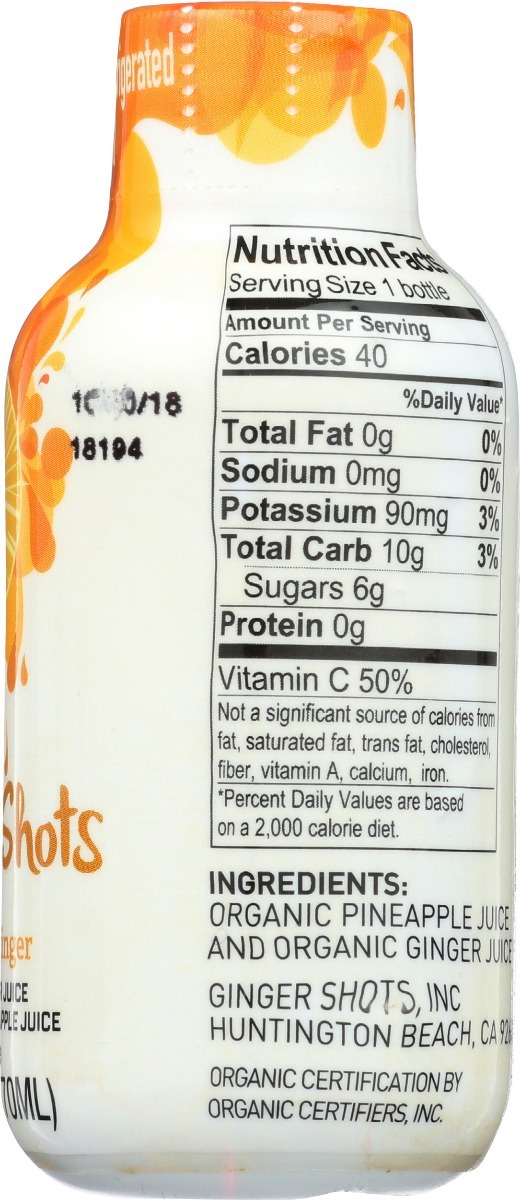 Nutrition Facts
Serving Size 1 bottle
Amount Per Serving
Calories 40
%Daily Value*
Total Fat 0g 0%
Sodium 0mg 0%
Potassium 90mg 3%
Total Carb 10g 3%
Sugars 6g
Protein 0g
Vitamin C 50%
Not a significant source of calories from
fat, saturated fat, trans fat, cholesterol,
fiber, vitamin A, calcium, iron.
*Percent Daily Values are based
on a 2,000 calorie diet.
INGREDIENTS:
ORGANIC PINEAPPLE JUICE
AND ORGANIC GINGER JUICE
GINGER SHOTS, INC
HUNTINGTON BEACH, CA
ORGANIC CERTIFICATION BY
ORGANIC CERTIFIERS, INC.
18194
Shots
JUICE
JUICE